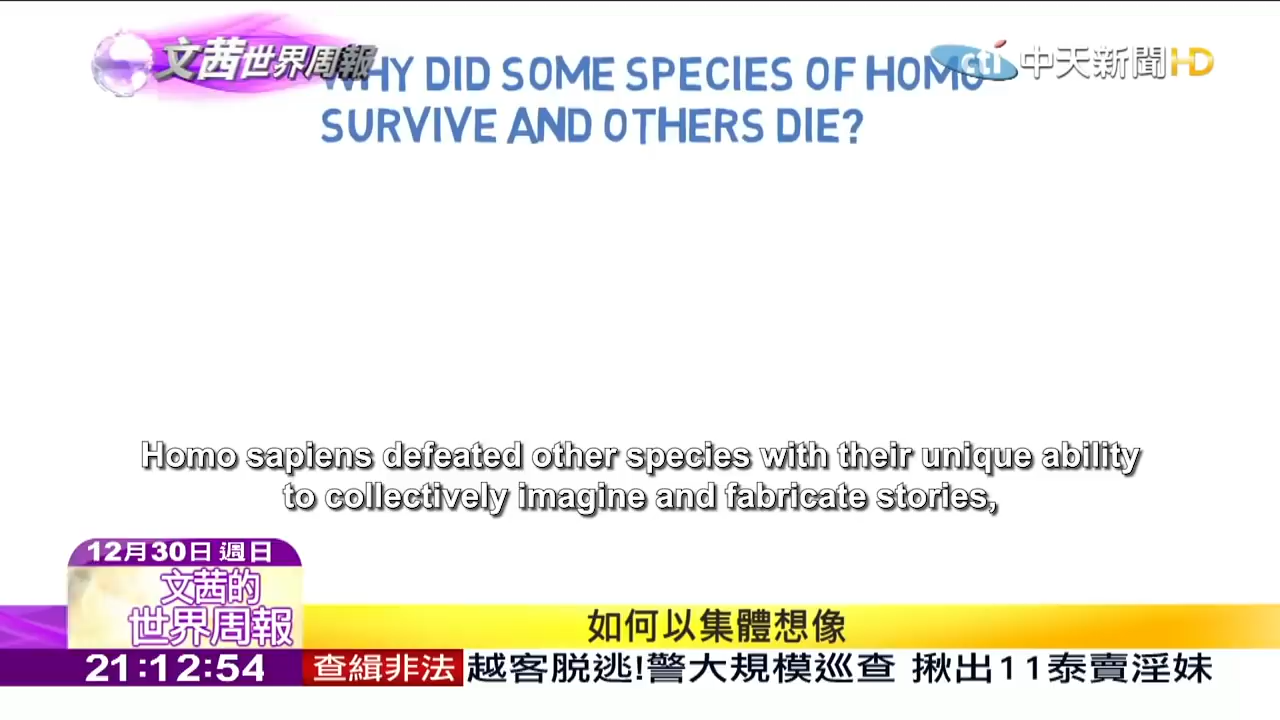 文茜世界周報
WHY DID SOME SPECIES OF HOMO
SURVIVE AND OTHERS DIE?
cti 中天新聞HD
Homo sapiens defeated other species with their unique ability
to collectively imagine and fabricate stories,
12月30日 週日
文茜的
世界周報
如何以集體想像
21:12:54
查緝非法 越客脫逃!警大規模巡查 揪出11泰賣淫妹